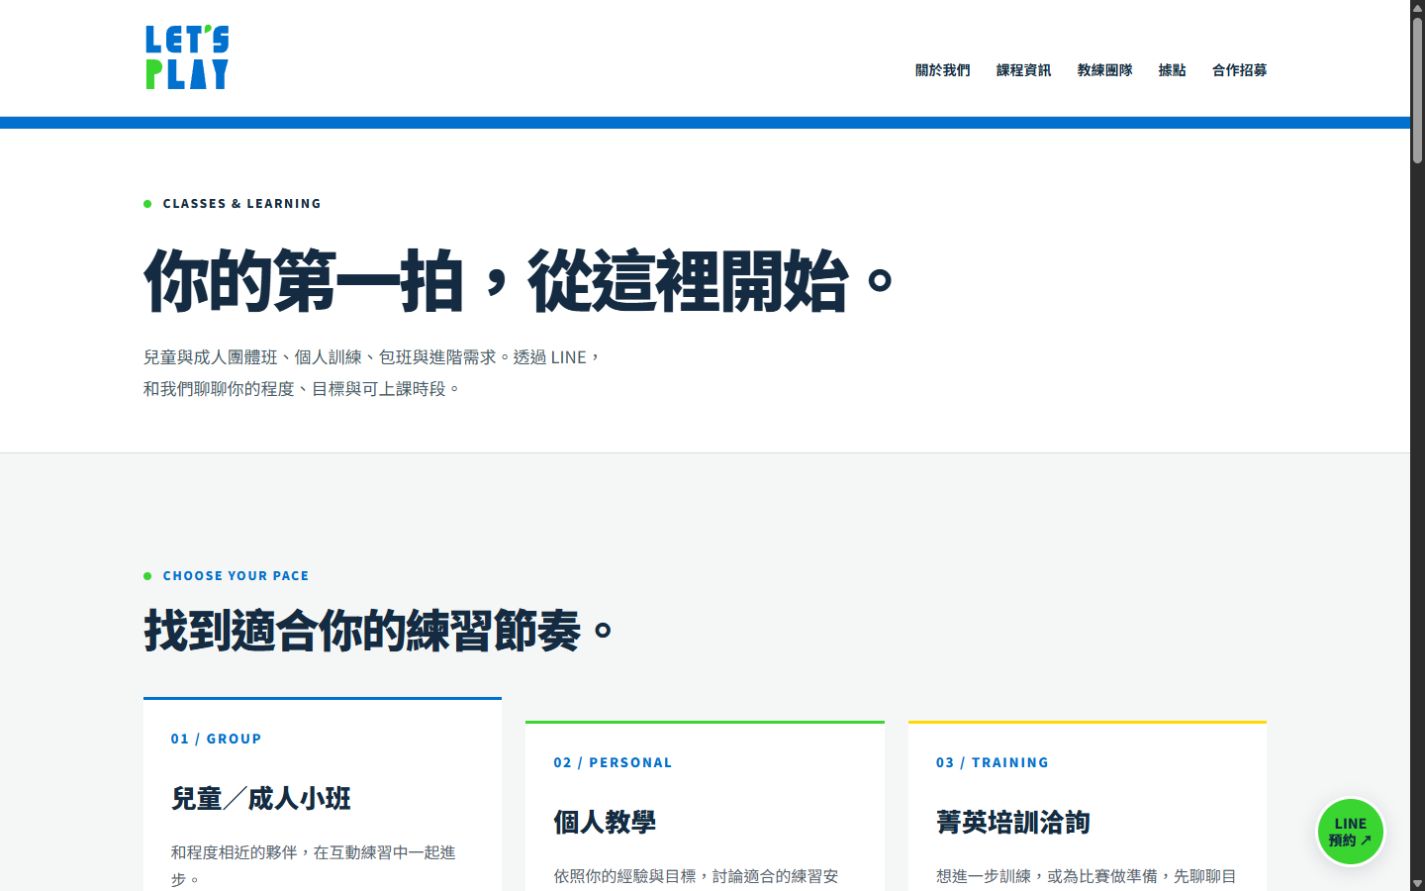 LET'S
PLAY
關於我們 課程資訊 教練團隊 據點 合作招募
CLASSES & LEARNING
你的第一拍，從這裡開始。
兒童與成人團體班、個人訓練、包班與進階需求。透過 LINE，
和我們聊聊你的程度、目標與可上課時段。
CHOOSE YOUR PACE
找到適合你的練習節奏。
01 / GROUP
兒童／成人小班
和程度相近的夥伴，在互動練習中一起進
步。
02 / PERSONAL
個人教學
依照你的經驗與目標，討論適合的練習安
03 / TRAINING
菁英培訓洽詢
想進一步訓練，或為比賽做準備，先聊聊目
LINE
預約 ↗